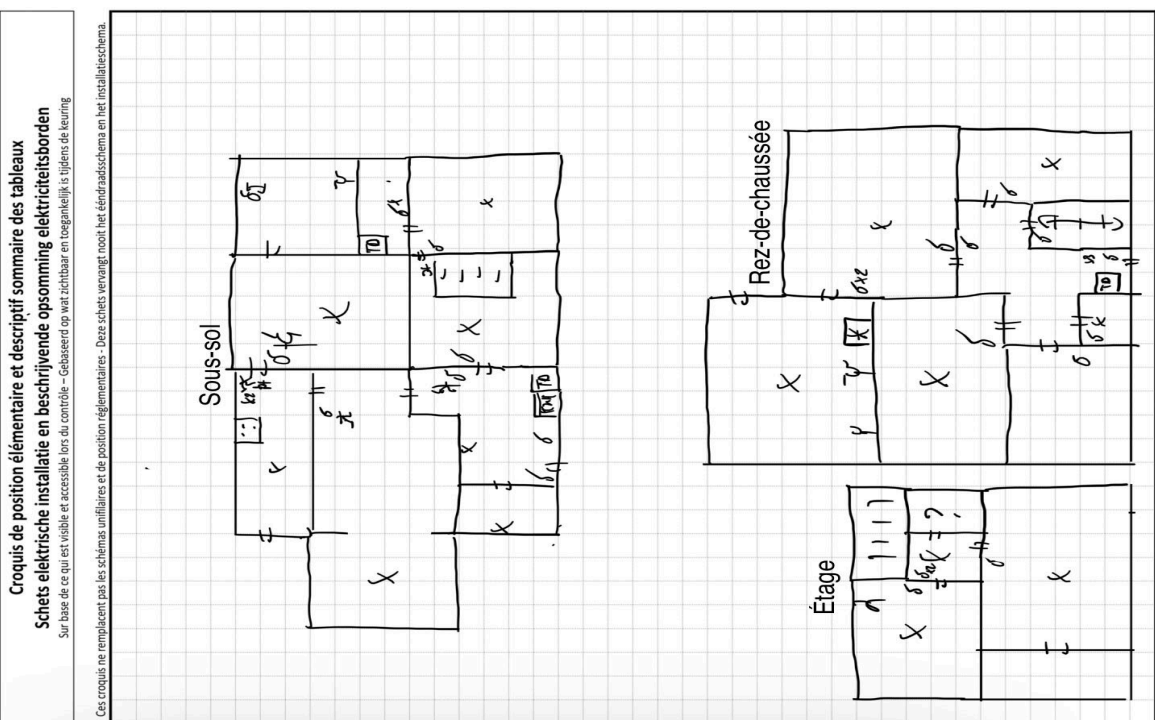 Croquis de position élémentaire et descriptif sommaire des tableaux
Schets elektrische installatie en beschrijvende opsomming elektriciteitsborden
Sur base de ce qui est visible et accessible lors du contrôle – Gebaseerd op wat zichtbaar en toegankelijk is tijdens de keuring
Ces croquis ne remplacent pas les schémas unifilaires et de position réglementaires - Deze schets vervangt nooit het ééndraadsschema en het installatieschema.
Sous-sol
TD
TD
Rez-de-chaussée
x2
TD
Étage
?